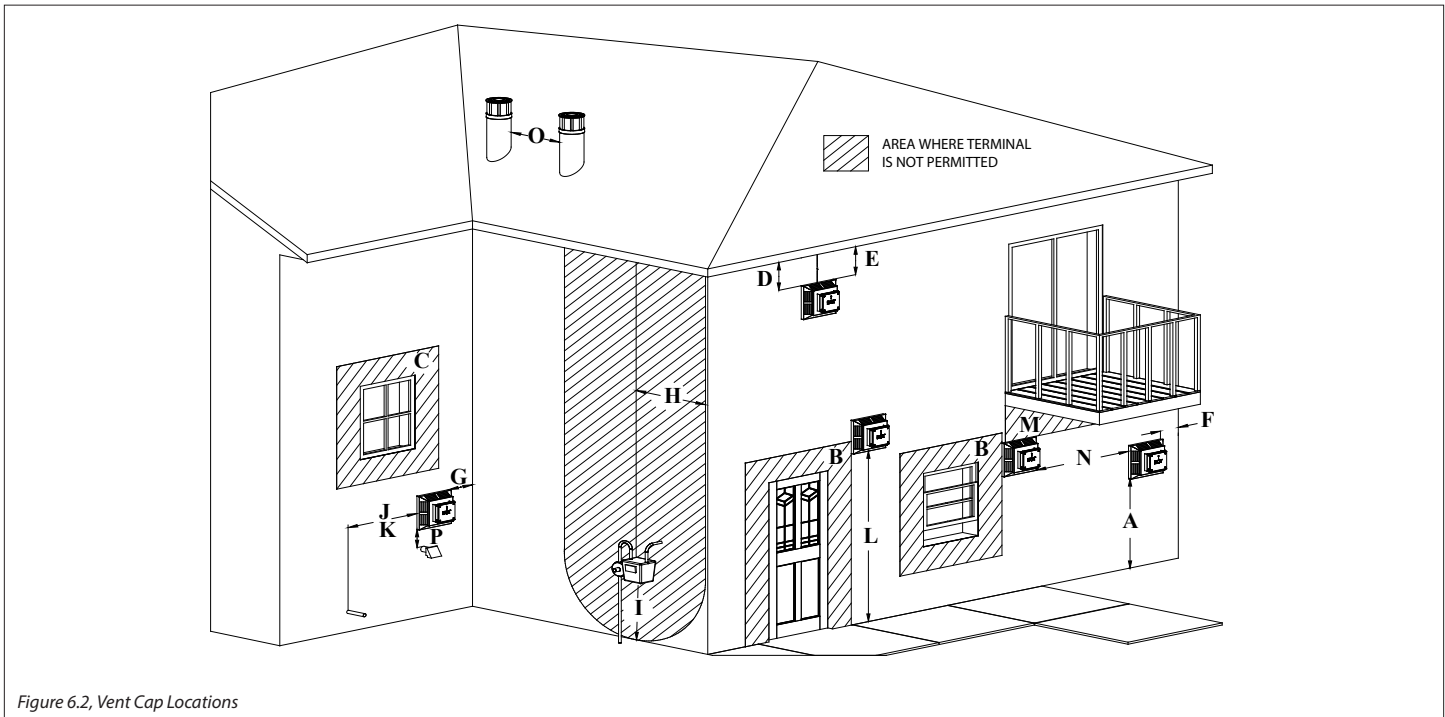 O
AREA WHERE TERMINAL
IS NOT PERMITTED
D
E
C
H
F
M
B
B
N
G
J
K
P
L
A
I
Figure 6.2, Vent Cap Locations